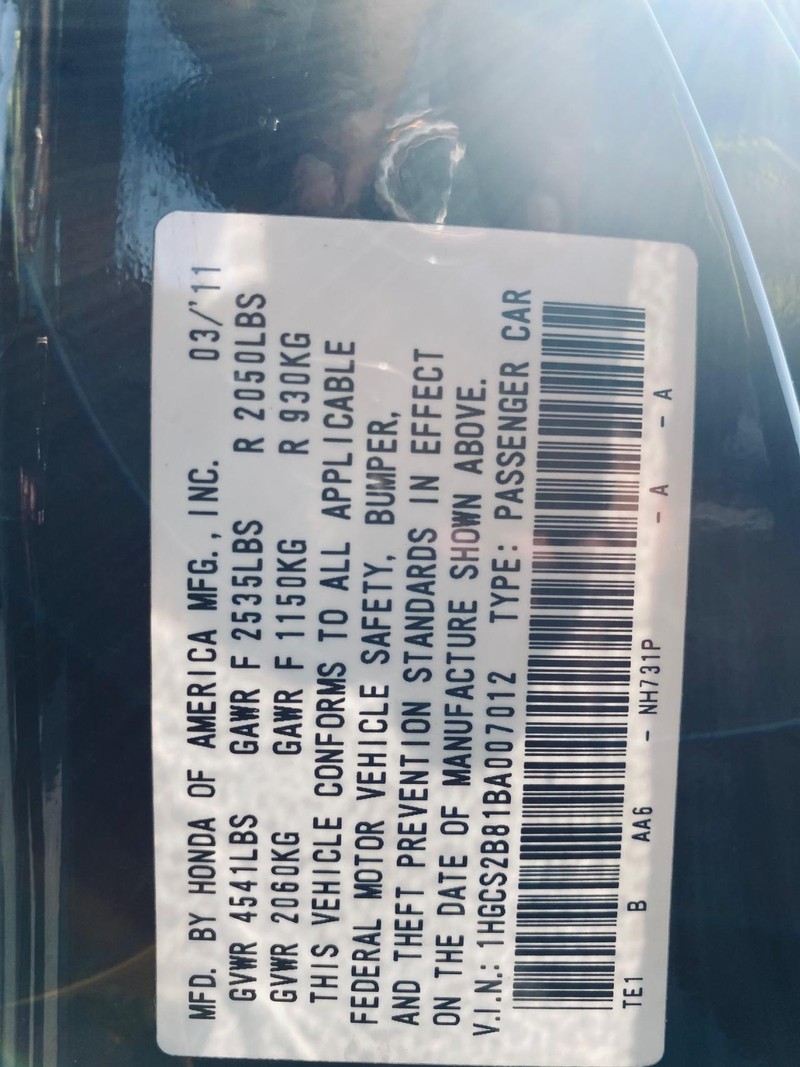 MFD. BY HONDA OF AMERICA MFG., INC. 03/'11
GVWR 4541LBS GAWR F 2535LBS R 2050LBS
GVWR 2060KG GAWR F 1150KG R 930KG
THIS VEHICLE CONFORMS TO ALL APPLICABLE
FEDERAL MOTOR VEHICLE SAFETY, BUMPER,
AND THEFT PREVENTION STANDARDS IN EFFECT
ON THE DATE OF MANUFACTURE SHOWN ABOVE.
V.I.N.: 1HGCS2B81BA007012 TYPE: PASSENGER CAR
TE1 B AA6 - NH731P - A - A